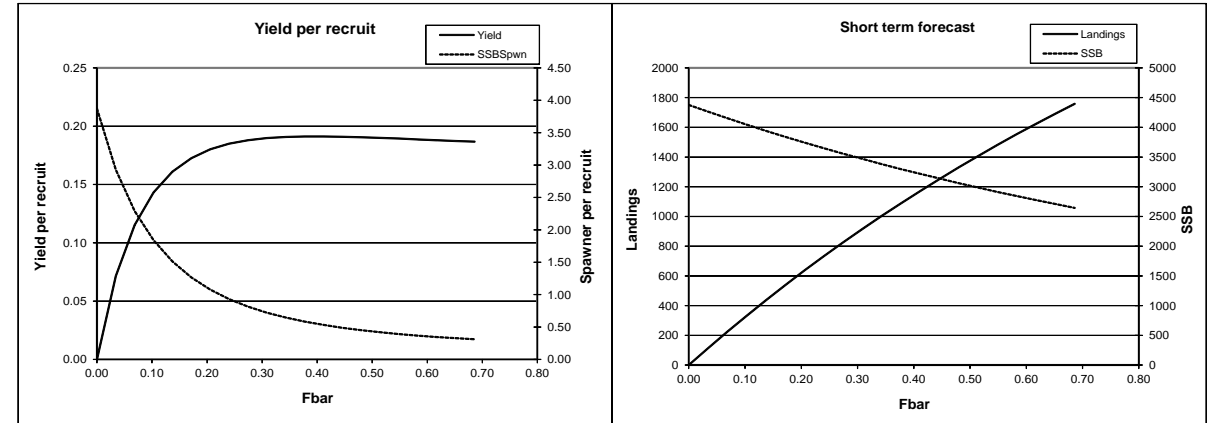 Yield per recruit
Yield
SSBSpwn
0.25
0.20
0.15
0.10
0.05
0.00
4.50
4.00
3.50
3.00
2.50
2.00
1.50
1.00
0.50
0.00
Yield per recruit
Spawner per recruit
0.00 0.10 0.20 0.30 0.40 0.50 0.60 0.70 0.80
Fbar
Short term forecast
Landings
SSB
2000
1800
1600
1400
1200
1000
800
600
400
200
0
5000
4500
4000
3500
3000
2500
2000
1500
1000
500
0
Landings
SSB
0.00 0.10 0.20 0.30 0.40 0.50 0.60 0.70 0.80
Fbar